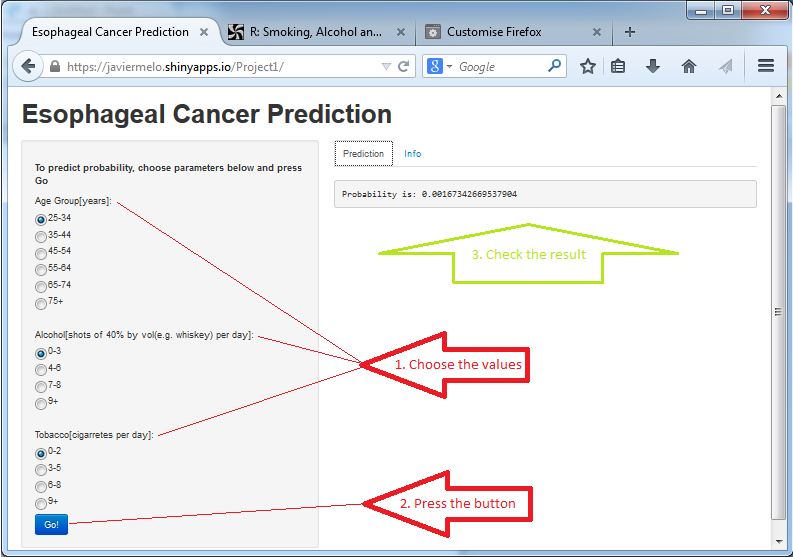 Esophageal Cancer Prediction
R: Smoking, Alcohol an...
Customise Firefox
https://javiermelo.shinyapps.io/Project1/
Google
Esophageal Cancer Prediction
To predict probability, choose parameters below and press
Go
Age Group[years]:
25-34
35-44
45-54
55-64
65-74
75+
Alcohol[shots of 40% by vol(e.g. whiskey) per day]:
0-3
4-6
7-8
9+
Tobacco[cigarretes per day]:
0-2
3-5
6-8
9+
Go!
Prediction
Info
Probability is: 0.00167342669537904
3. Check the result
1. Choose the values
2. Press the button